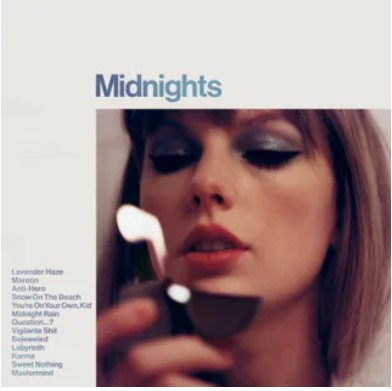 Midnights
Lavender Haze
Maroon
Anti-Hero
Snow On The Beach
You're On Your Own, Kid
Midnight Rain
Question...?
Vigilante Shit
Bejeweled
Labyrinth
Karma
Sweet Nothing
Mastermind